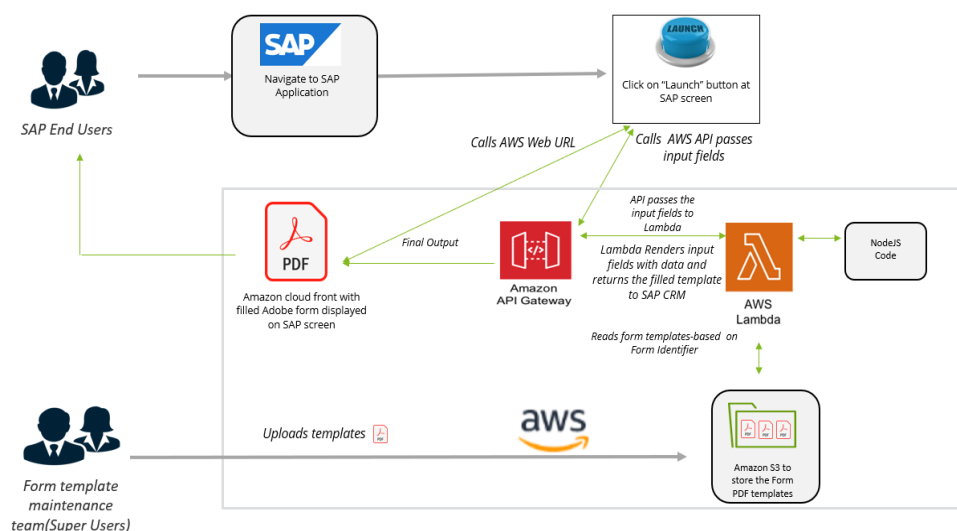 SAP
LAUNCH
Navigate to SAP
Application
Click on "Launch" button at
SAP screen
SAP End Users
Calls AWS Web URL
Calls AWS API passes
input fields
API passes the
input fields to
Lambda
PDF
Final Output
Lambda Renders input
fields with data and
returns the filled template
to SAP CRM
NodeJS
Code
Amazon
API Gateway
Amazon cloud front with
filled Adobe form displayed
on SAP screen
AWS
Lambda
Reads form templates-based on
Form Identifier
aws
Uploads templates
PDF
PDF
PDF
PDF
Amazon S3 to
store the Form
PDF templates
Form template
maintenance
team(Super Users)